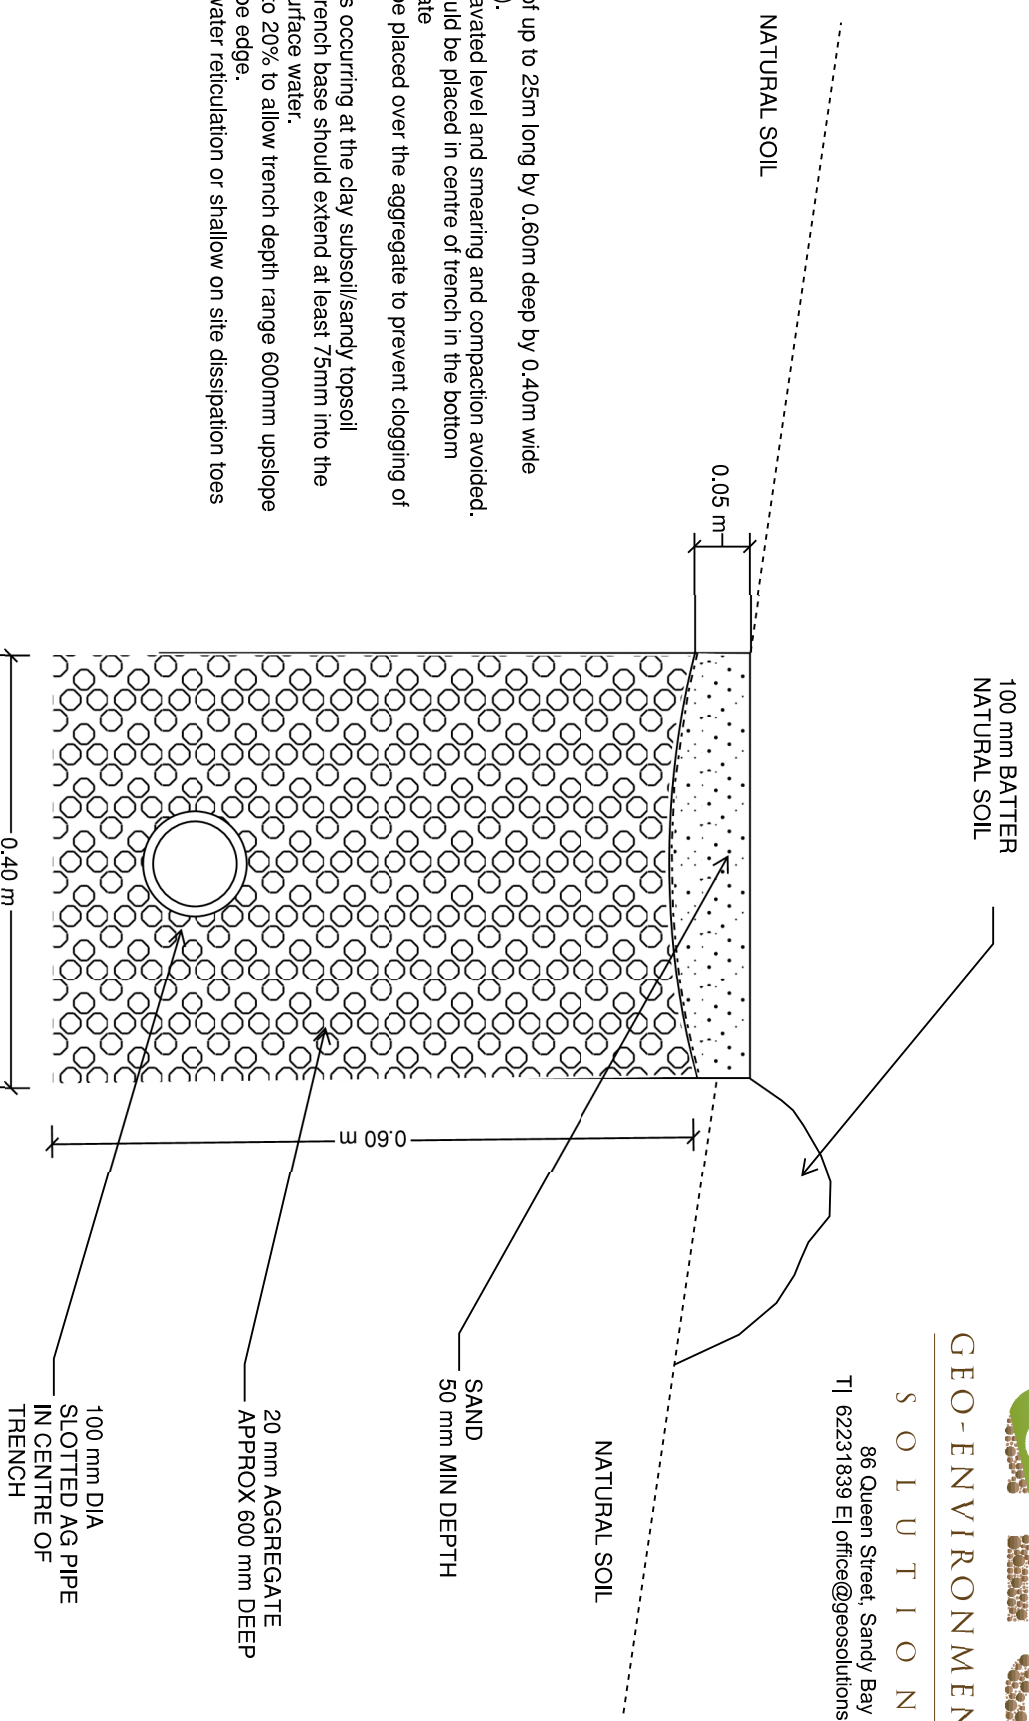 GEO-ENVIRONMEN
SOLUTION
86 Queen Street, Sandy Bay
T| 62231839 E| office@geosolutions
100 mm BATTER
NATURAL SOIL
NATURAL SOIL
0.05 m
NATURAL SOIL
of up to 25m long by 0.60m deep by 0.40m wide
).
avated level and smearing and compaction avoided.
uld be placed in centre of trench in the bottom
ate
be placed over the aggregate to prevent clogging of
s occurring at the clay subsoil/sandy topsoil
rench base should extend at least 75mm into the
urface water.
to 20% to allow trench depth range 600mm upslope
pe edge.
water reticulation or shallow on site dissipation toes
0.60 m
SAND
50 mm MIN DEPTH
20 mm AGGREGATE
APPROX 600 mm DEEP
100 mm DIA
SLOTTED AG PIPE
IN CENTRE OF
TRENCH
0.40 m